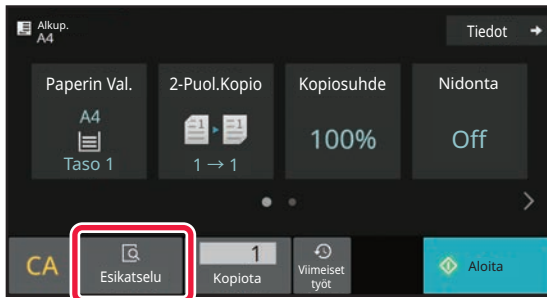 Alkup.
A4
Tiedot
Paperin Val.
A4
Taso 1
2-Puol.Kopio
1 → 1
Kopiosuhde
100%
Nidonta
Off
CA
Esikatselu
1
Kopiota
Viimeiset
työt
Aloita